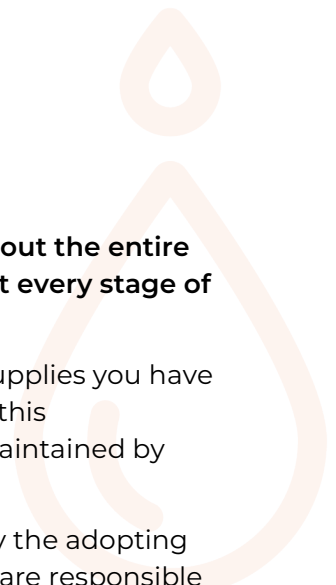 out the entire
t every stage of
upplies you have
this
aintained by
y the adopting
are responsible